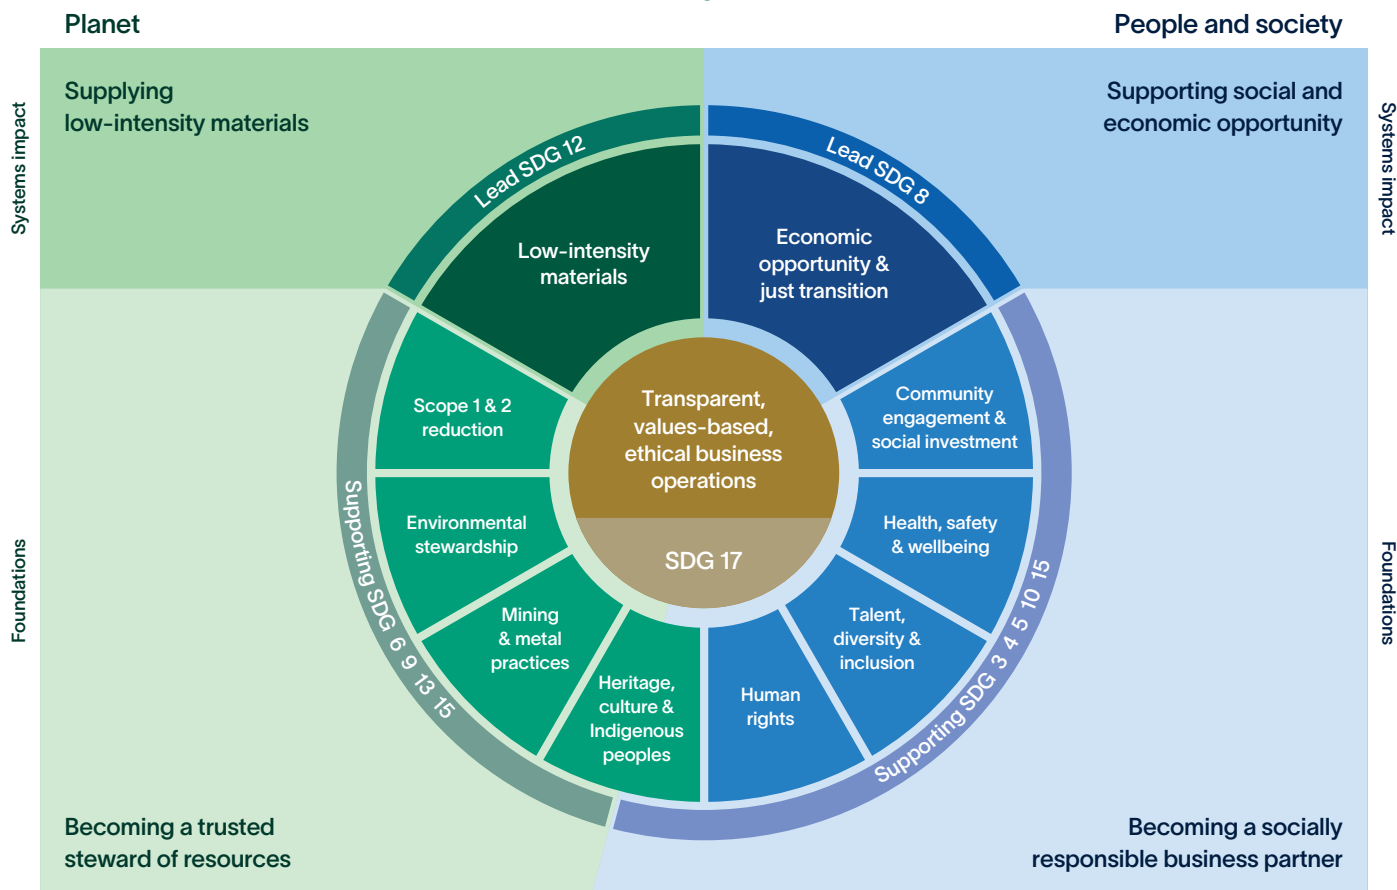 Planet
People and society
Supplying
low-intensity materials
Supporting social and
economic opportunity
Systems impact
Systems impact
Lead SDG 12
Lead SDG 8
Low-intensity
materials
Economic
opportunity &
just transition
Scope 1 & 2
reduction
Transparent,
values-based,
ethical business
operations
SDG 17
Community
engagement &
social investment
Environmental
stewardship
Health, safety
& wellbeing
Mining
& metal
practices
Talent,
diversity &
inclusion
Heritage,
culture &
Indigenous
peoples
Human
rights
Supporting SDG 6 9 13 15
Supporting SDG 3 4 5 10 15
Foundations
Foundations
Becoming a trusted
steward of resources
Becoming a socially
responsible business partner